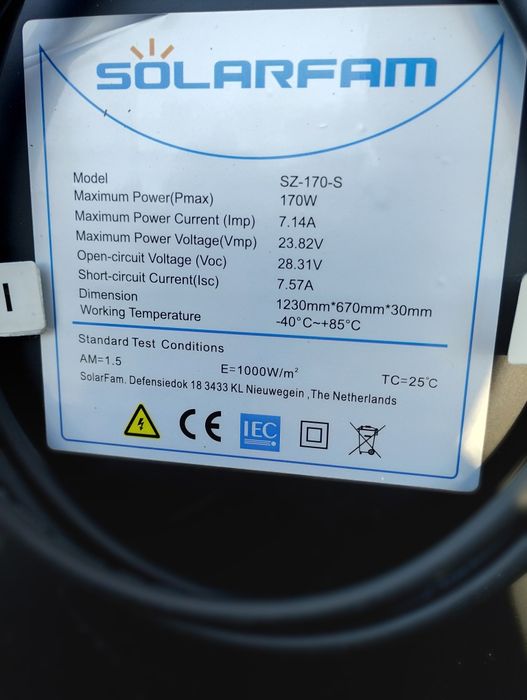 SOLARFAM
Model SZ-170-S
Maximum Power(Pmax) 170W
Maximum Power Current (Imp) 7.14A
Maximum Power Voltage(Vmp) 23.82V
Open-circuit Voltage (Voc) 28.31V
Short-circuit Current(Isc) 7.57A
Dimension 1230mm*670mm*30mm
Working Temperature -40°C~+85°C
Standard Test Conditions
AM=1.5 E=1000W/m² TC=25℃
SolarFam. Defensiedok 18 3433 KL Nieuwegein ,The Netherlands
CE IEC